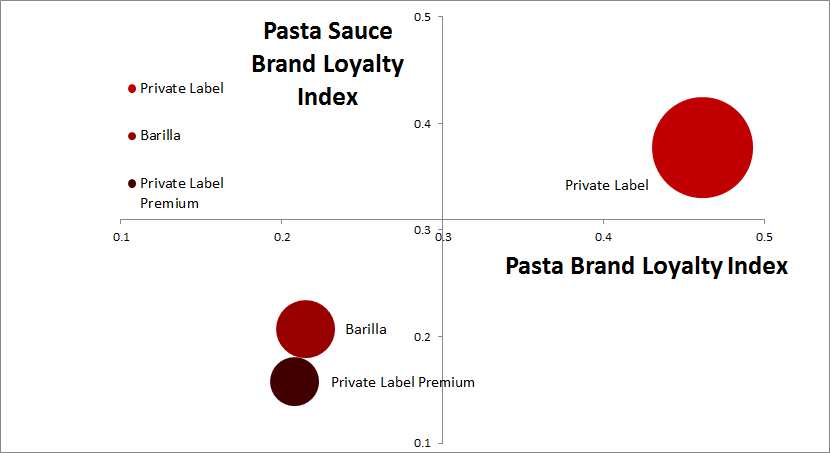 Pasta Sauce
Brand Loyalty
Index
0.5
Private Label
Barilla
Private Label
Premium
0.4
Private Label
0.1
0.2
0.3
0.3
0.4
0.5
Pasta Brand Loyalty Index
Barilla
0.2
Private Label Premium
0.1